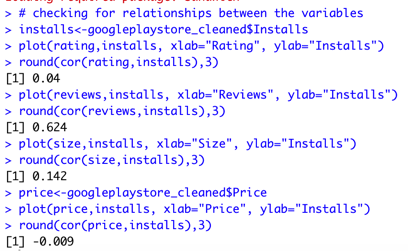 > # checking for relationships between the variables
> installs<-googleplaystore_cleaned$Installs
> plot(rating,installs, xlab="Rating", ylab="Installs")
> round(cor(rating,installs),3)
[1] 0.04
> plot(reviews,installs, xlab="Reviews", ylab="Installs")
> round(cor(reviews,installs),3)
[1] 0.624
> plot(size,installs, xlab="Size", ylab="Installs")
> round(cor(size,installs),3)
[1] 0.142
> price<-googleplaystore_cleaned$Price
> plot(price,installs, xlab="Price", ylab="Installs")
> round(cor(price,installs),3)
[1] -0.009